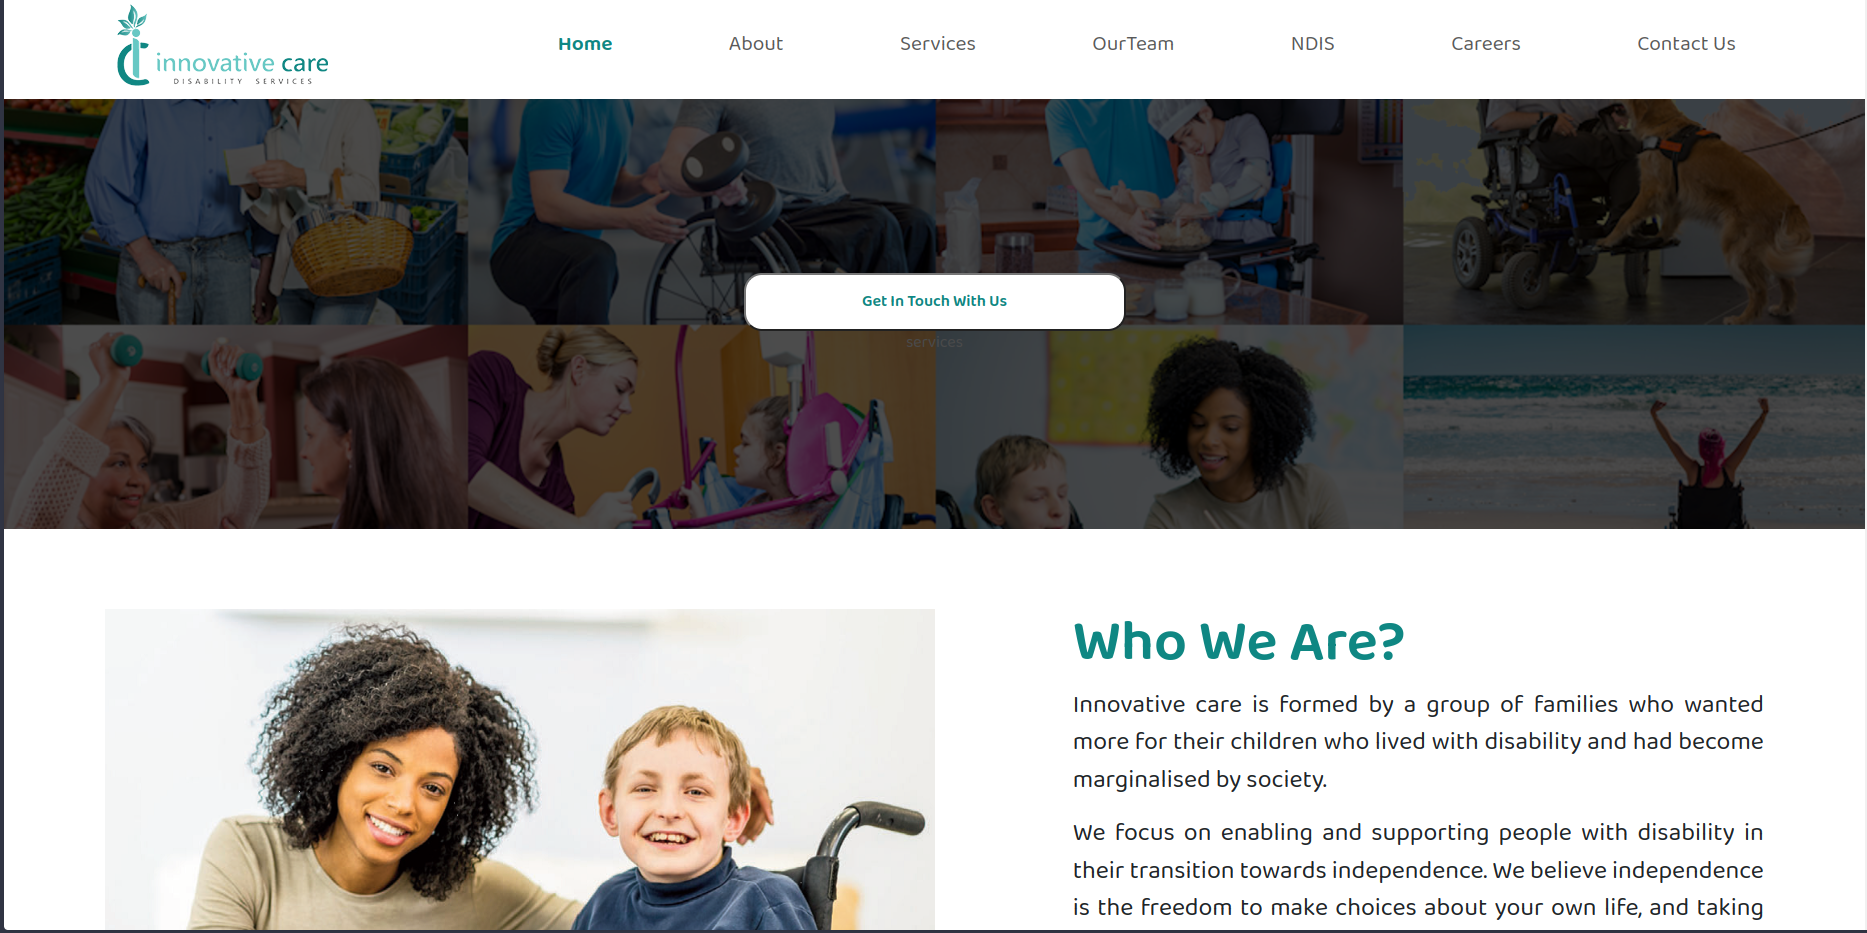 innovative care
DISABILITY SERVICES
Home
About
Services
OurTeam
NDIS
Careers
Contact Us
Get In Touch With Us
services
Who We Are?
Innovative care is formed by a group of families who wanted
more for their children who lived with disability and had become
marginalised by society.
We focus on enabling and supporting people with disability in
their transition towards independence. We believe independence
is the freedom to make choices about your own life, and taking